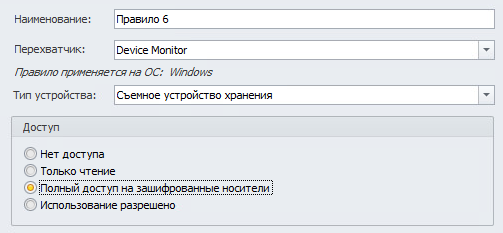 Наименование: Правило 6
Перехватчик: Device Monitor
Правило применяется на ОС: Windows
Тип устройства: Съемное устройство хранения
Доступ
Нет доступа
Только чтение
Полный доступ на зашифрованные носители
Использование разрешено